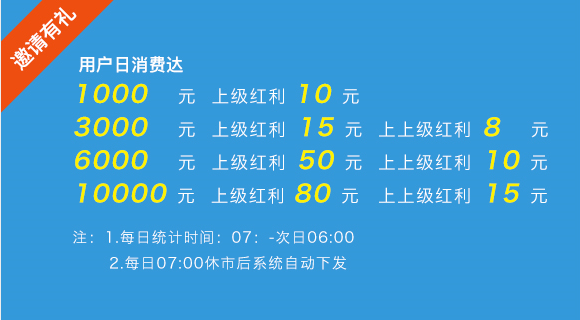 邀请有礼
用户日消费达
1000 元 上级红利 10 元
3000 元 上级红利 15 元 上上级红利 8 元
6000 元 上级红利 50 元 上上级红利 10 元
10000 元 上级红利 80 元 上上级红利 15 元
注：1.每日统计时间：07：-次日06:00
2.每日07:00休市后系统自动下发